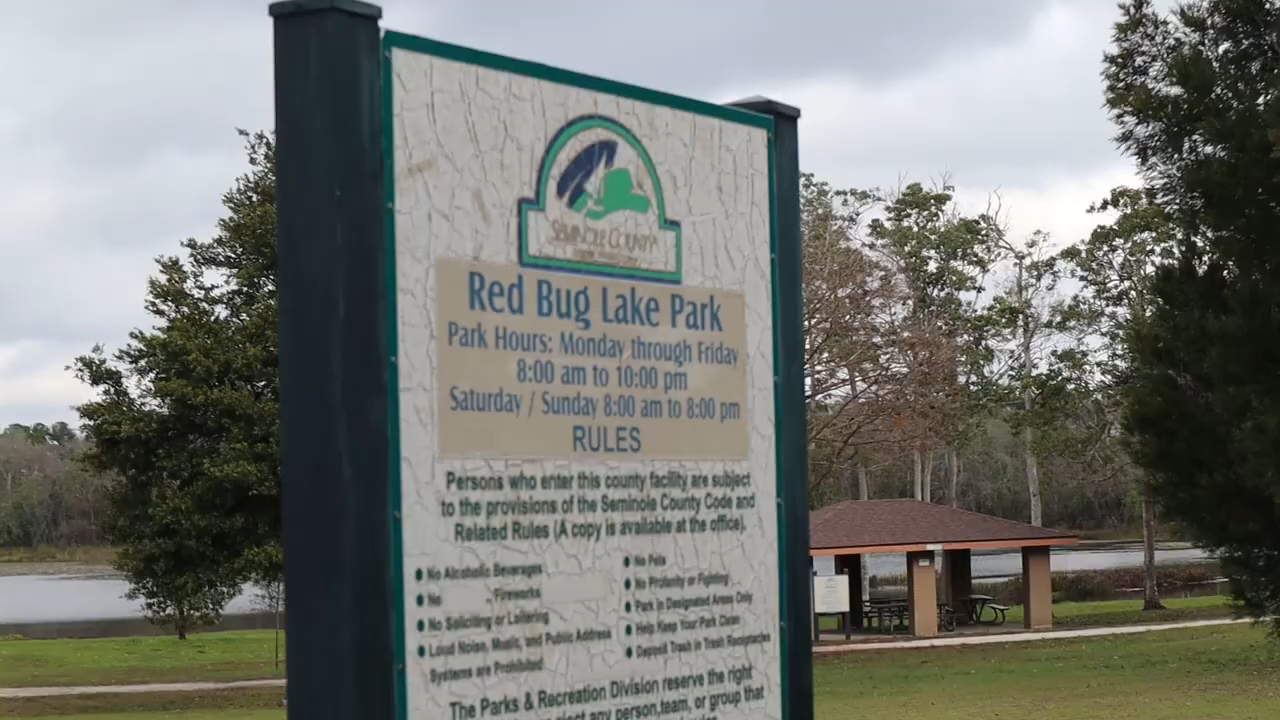 SEMINOLE COUNTY
Red Bug Lake Park
Park Hours: Monday through Friday
8:00 am to 10:00 pm
Saturday / Sunday 8:00 am to 8:00 pm
RULES
Persons who enter this county facility are subject
to the provisions of the Seminole County Code and
Related Rules (A copy is available at the office).
No Alcoholic Beverages
No Fireworks
No Soliciting or Loitering
Loud Noise, Music, and Public Address
Systems are Prohibited
No Pets
No Profanity or Fighting
Park in Designated Areas Only
Help Keep Your Park Clean
Deposit Trash in Trash Receptacles
The Parks & Recreation Division reserve the right
any person,team, or group that